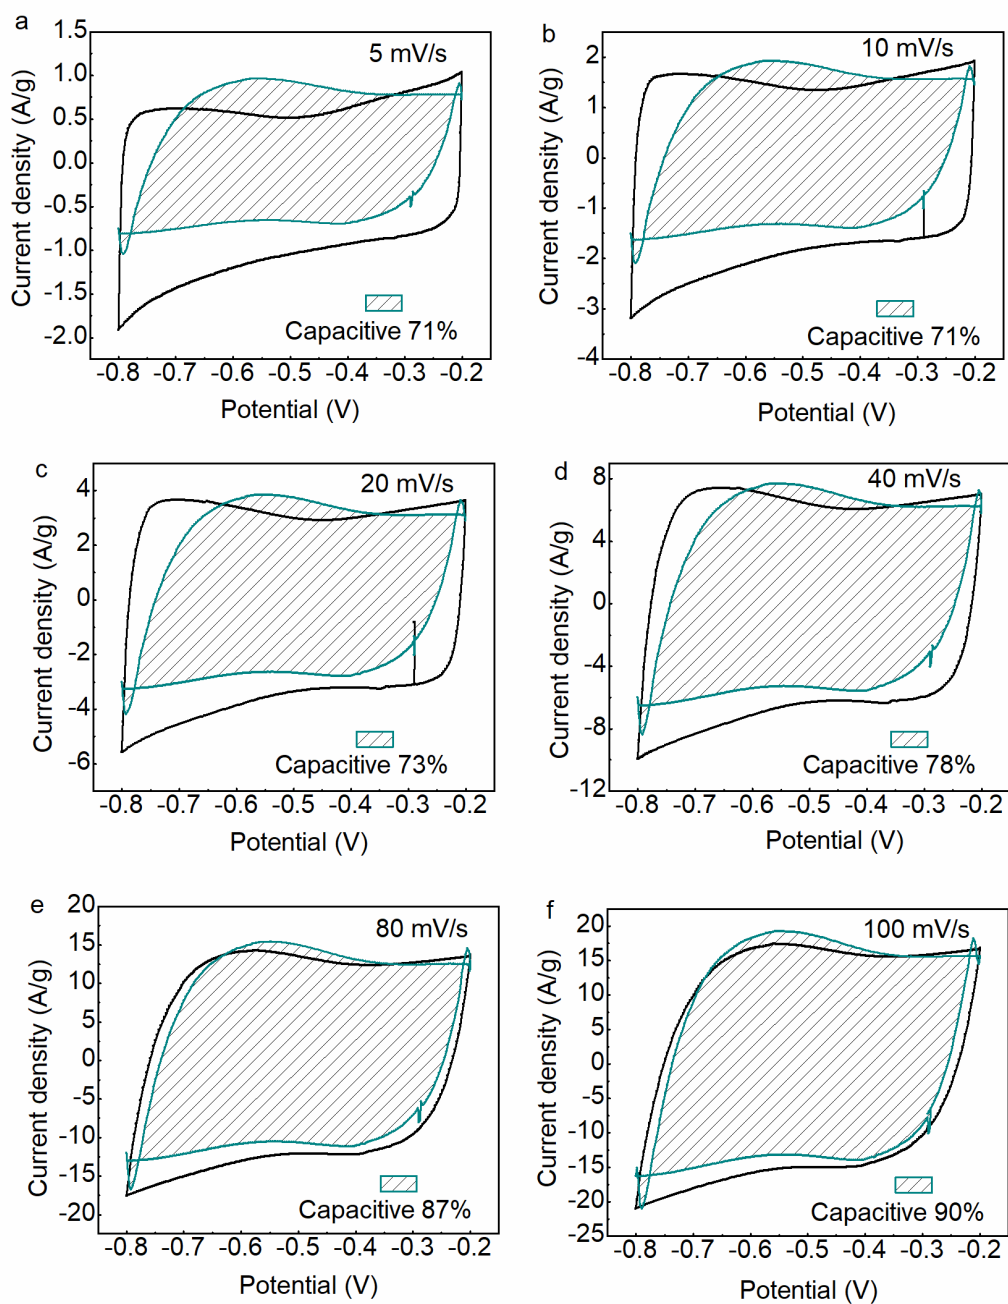 a
1.5
1.0
0.5
0.0
-0.5
-1.0
-1.5
-2.0
Current density (A/g)
5 mV/s
Capacitive 71%
-0.8 -0.7 -0.6 -0.5 -0.4 -0.3 -0.2
Potential (V)
b
2
1
0
-1
-2
-3
-4
Current density (A/g)
10 mV/s
Capacitive 71%
-0.8 -0.7 -0.6 -0.5 -0.4 -0.3 -0.2
Potential (V)
c
4
2
0
-2
-4
-6
Current density (A/g)
20 mV/s
Capacitive 73%
-0.8 -0.7 -0.6 -0.5 -0.4 -0.3 -0.2
Potential (V)
d
8
4
0
-4
-8
-12
Current density (A/g)
40 mV/s
Capacitive 78%
-0.8 -0.7 -0.6 -0.5 -0.4 -0.3 -0.2
Potential (V)
e
20
15
10
5
0
-5
-10
-15
-20
Current density (A/g)
80 mV/s
Capacitive 87%
-0.8 -0.7 -0.6 -0.5 -0.4 -0.3 -0.2
Potential (V)
f
20
15
10
5
0
-5
-10
-15
-20
-25
Current density (A/g)
100 mV/s
Capacitive 90%
-0.8 -0.7 -0.6 -0.5 -0.4 -0.3 -0.2
Potential (V)